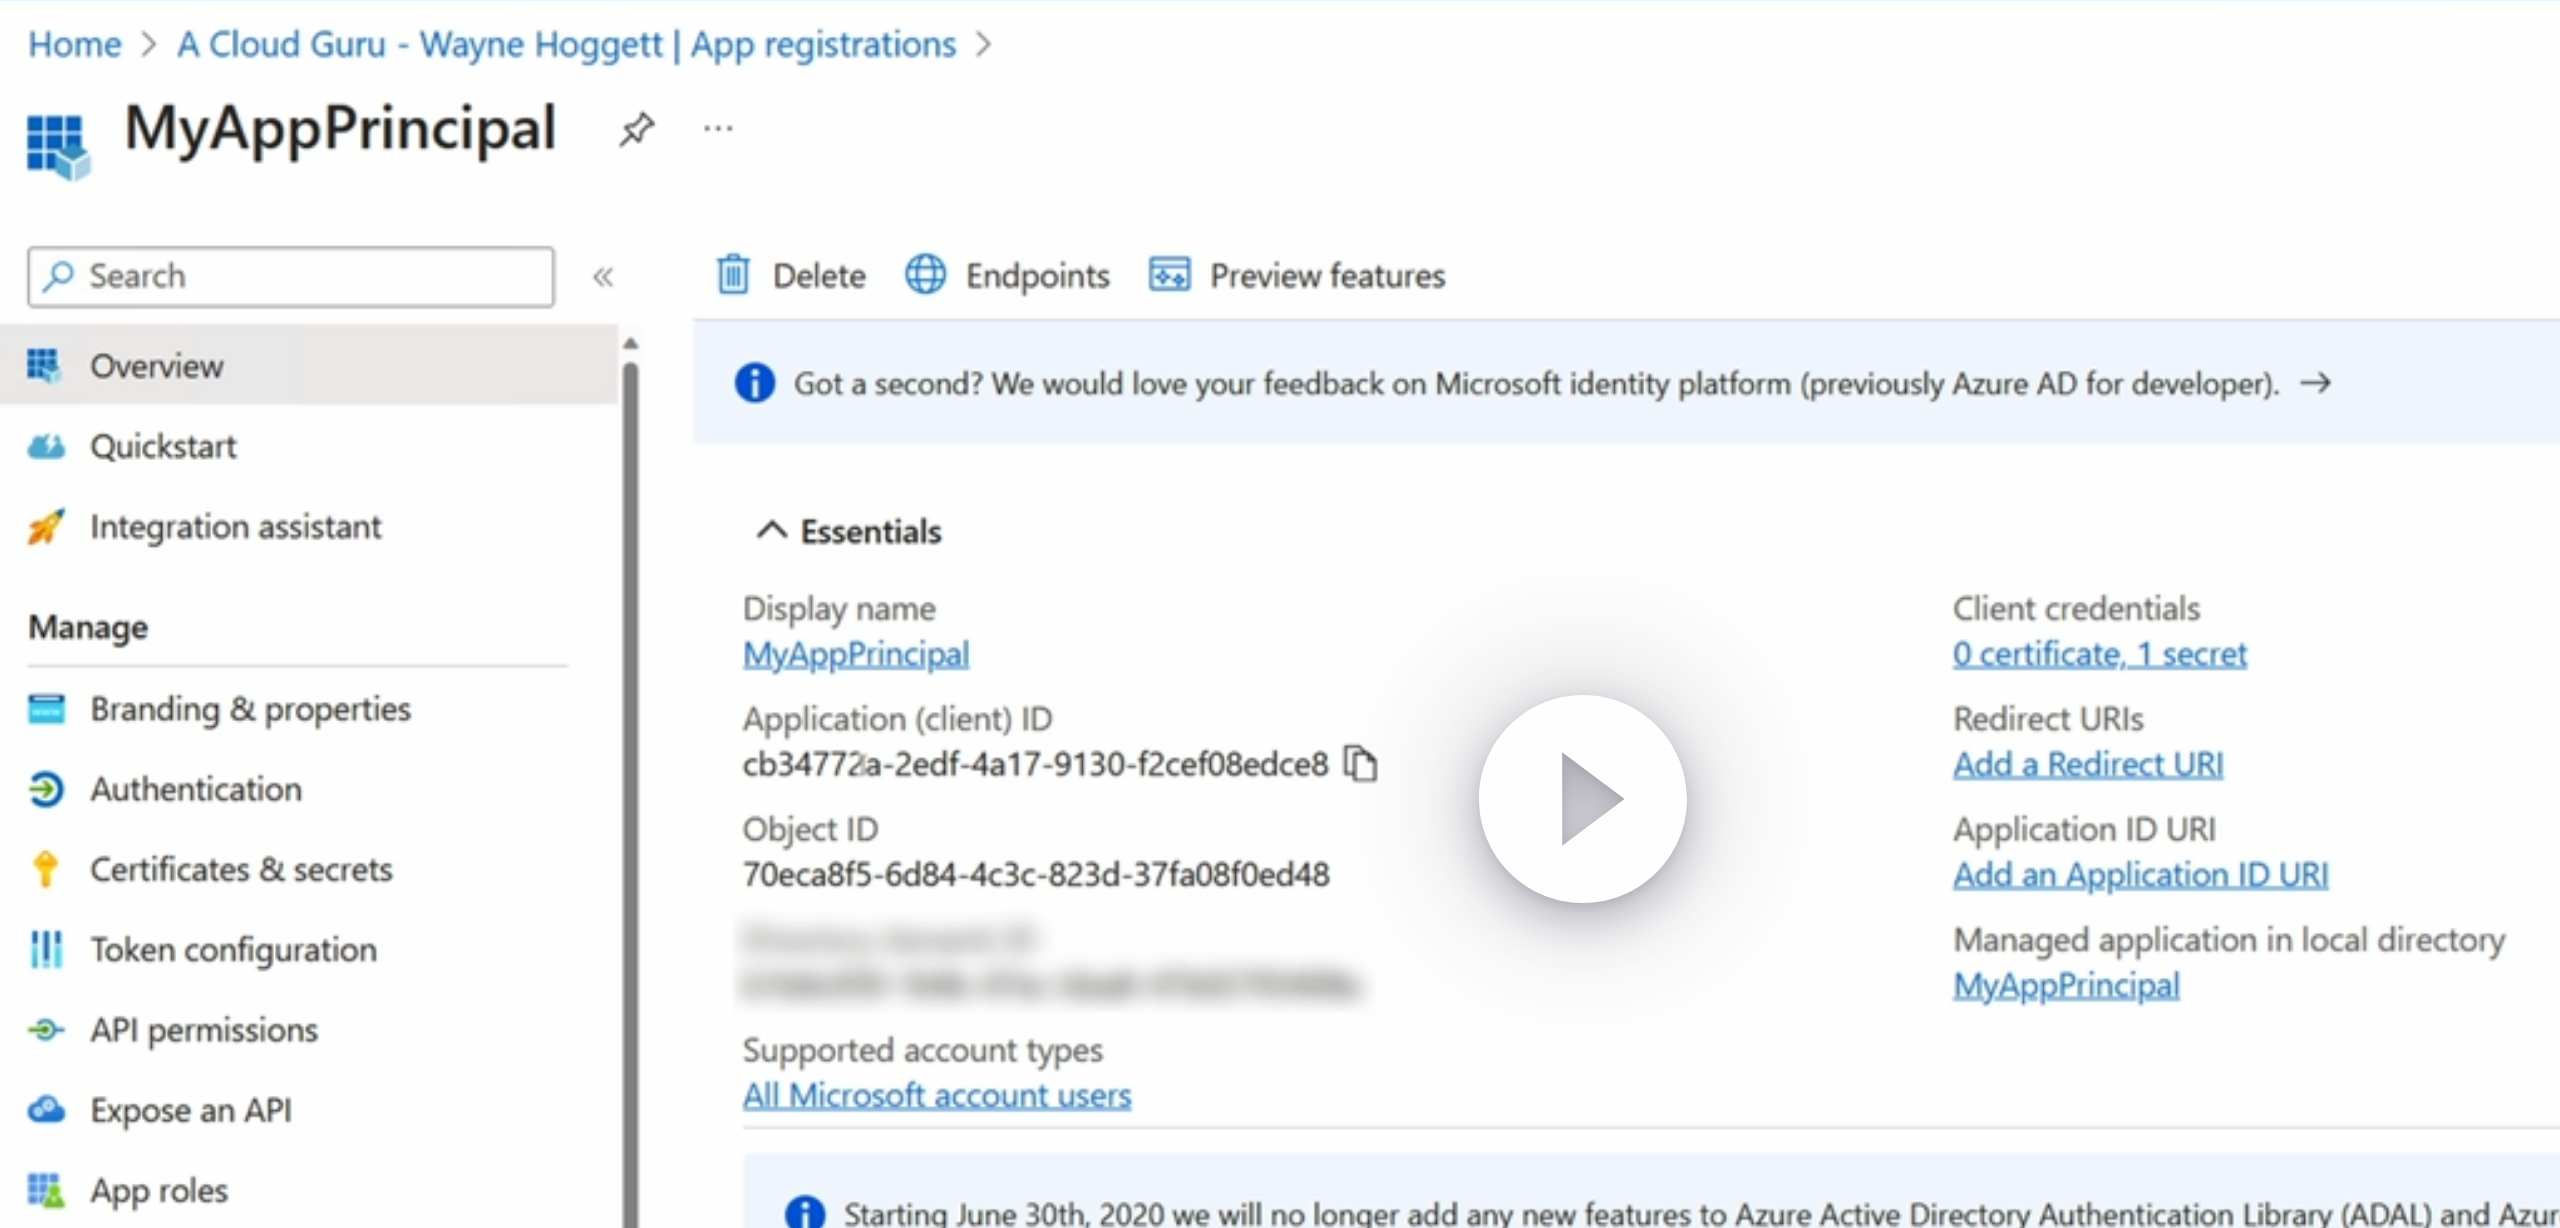 Home > A Cloud Guru - Wayne Hoggett | App registrations >
MyAppPrincipal
...
Search
«
Overview
Quickstart
Integration assistant
Manage
Branding & properties
Authentication
Certificates & secrets
Token configuration
API permissions
Expose an API
App roles
Delete
Endpoints
Preview features
Got a second? We would love your feedback on Microsoft identity platform (previously Azure AD for developer). →
Essentials
Display name
MyAppPrincipal
Application (client) ID
cb34772a-2edf-4a17-9130-f2cef08edce8
Object ID
70eca8f5-6d84-4c3c-823d-37fa08f0ed48
Supported account types
All Microsoft account users
Client credentials
0 certificate, 1 secret
Redirect URIs
Add a Redirect URI
Application ID URI
Add an Application ID URI
Managed application in local directory
MyAppPrincipal
Starting June 30th, 2020 we will no longer add any new features to Azure Active Directory Authentication Library (ADAL) and Azur